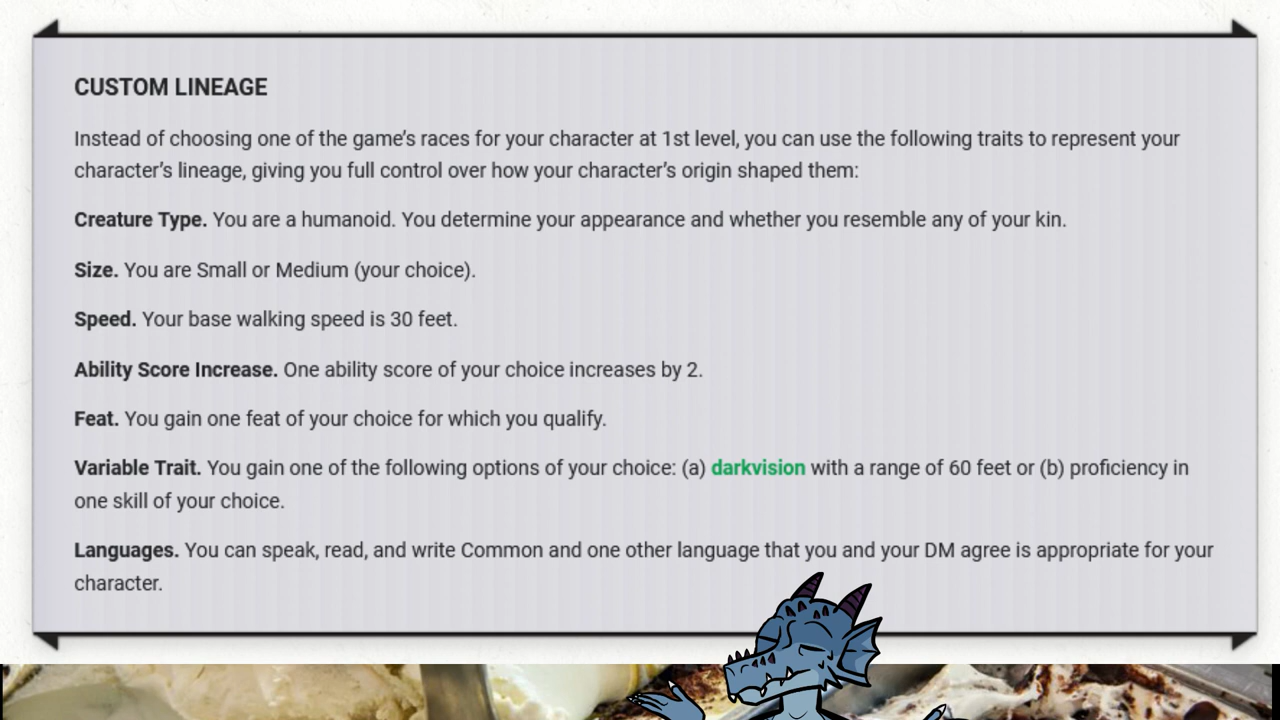 CUSTOM LINEAGE
Instead of choosing one of the game's races for your character at 1st level, you can use the following traits to represent your
character's lineage, giving you full control over how your character's origin shaped them:
Creature Type. You are a humanoid. You determine your appearance and whether you resemble any of your kin.
Size. You are Small or Medium (your choice).
Speed. Your base walking speed is 30 feet.
Ability Score Increase. One ability score of your choice increases by 2.
Feat. You gain one feat of your choice for which you qualify.
Variable Trait. You gain one of the following options of your choice: (a) darkvision with a range of 60 feet or (b) proficiency in
one skill of your choice.
Languages. You can speak, read, and write Common and one other language that you and your DM agree is appropriate for your
character.